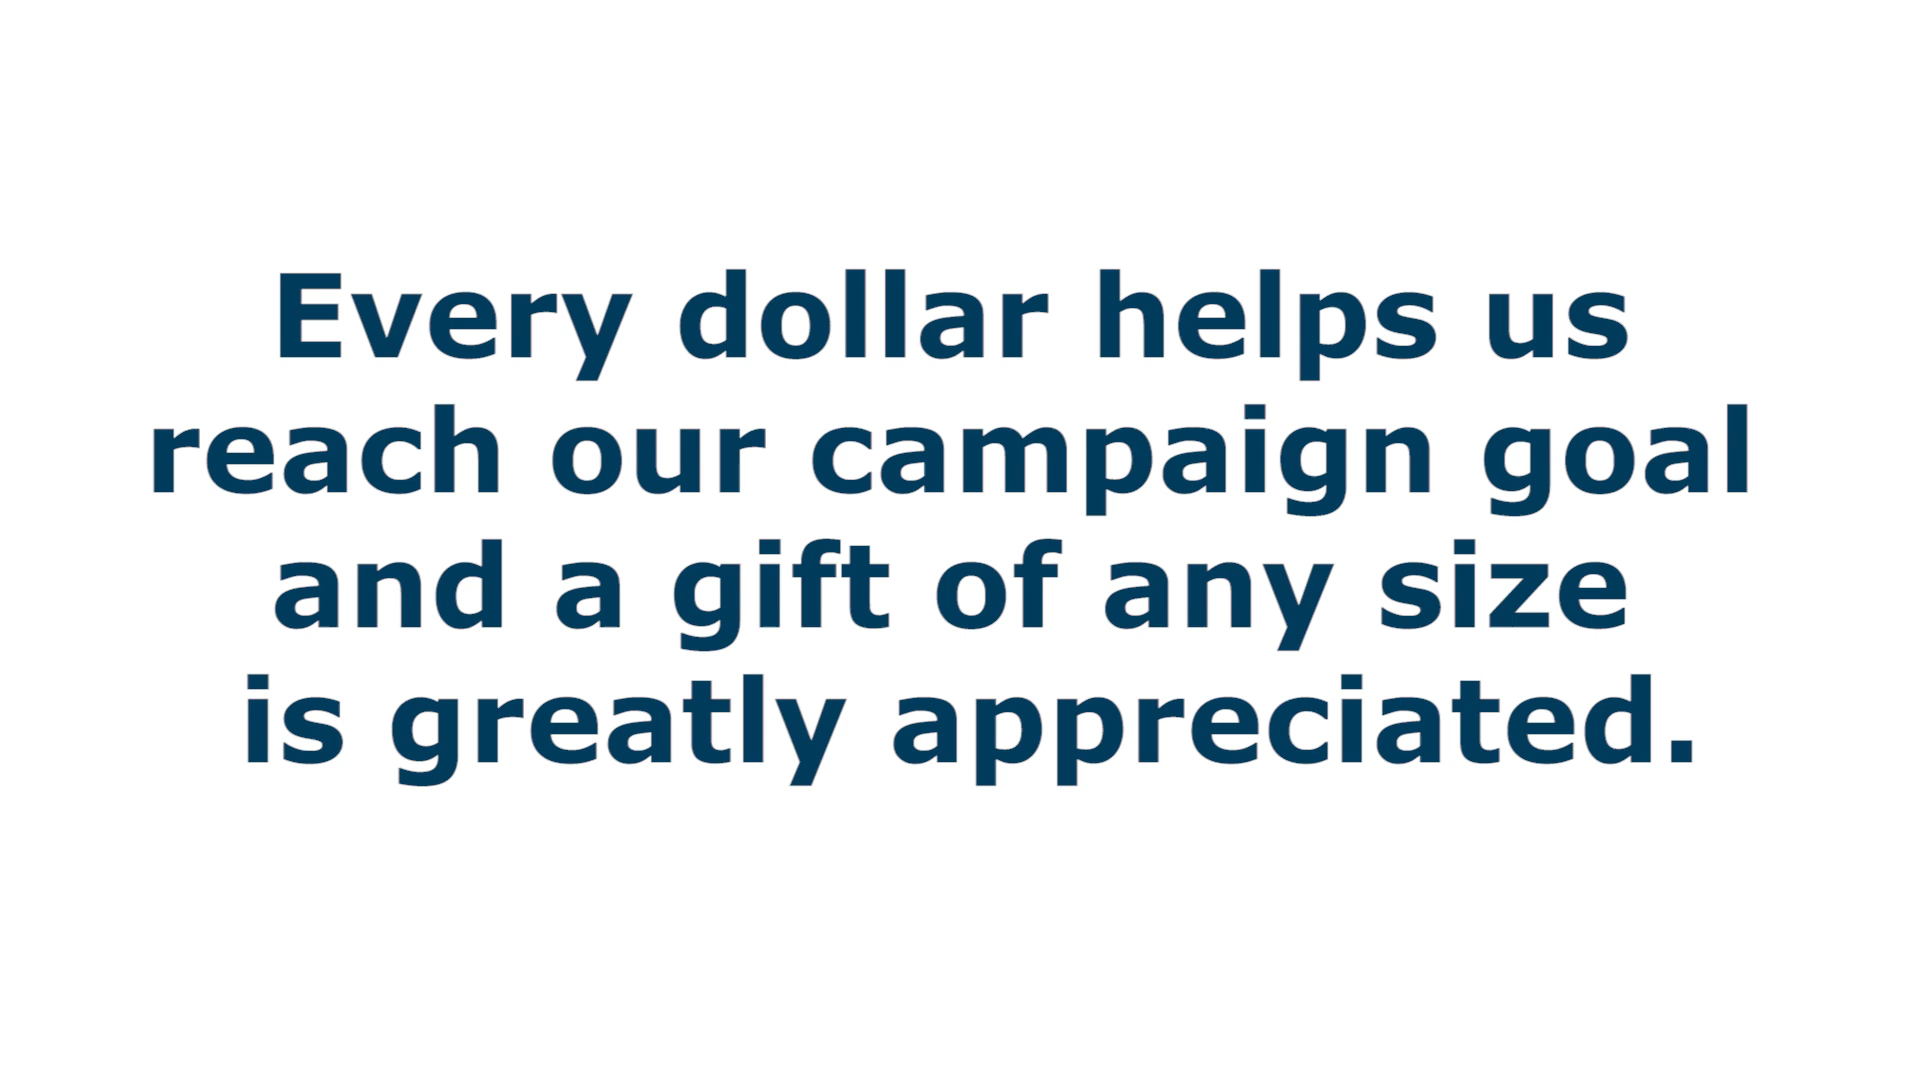 Every dollar helps us
reach our campaign goal
and a gift of any size
is greatly appreciated.